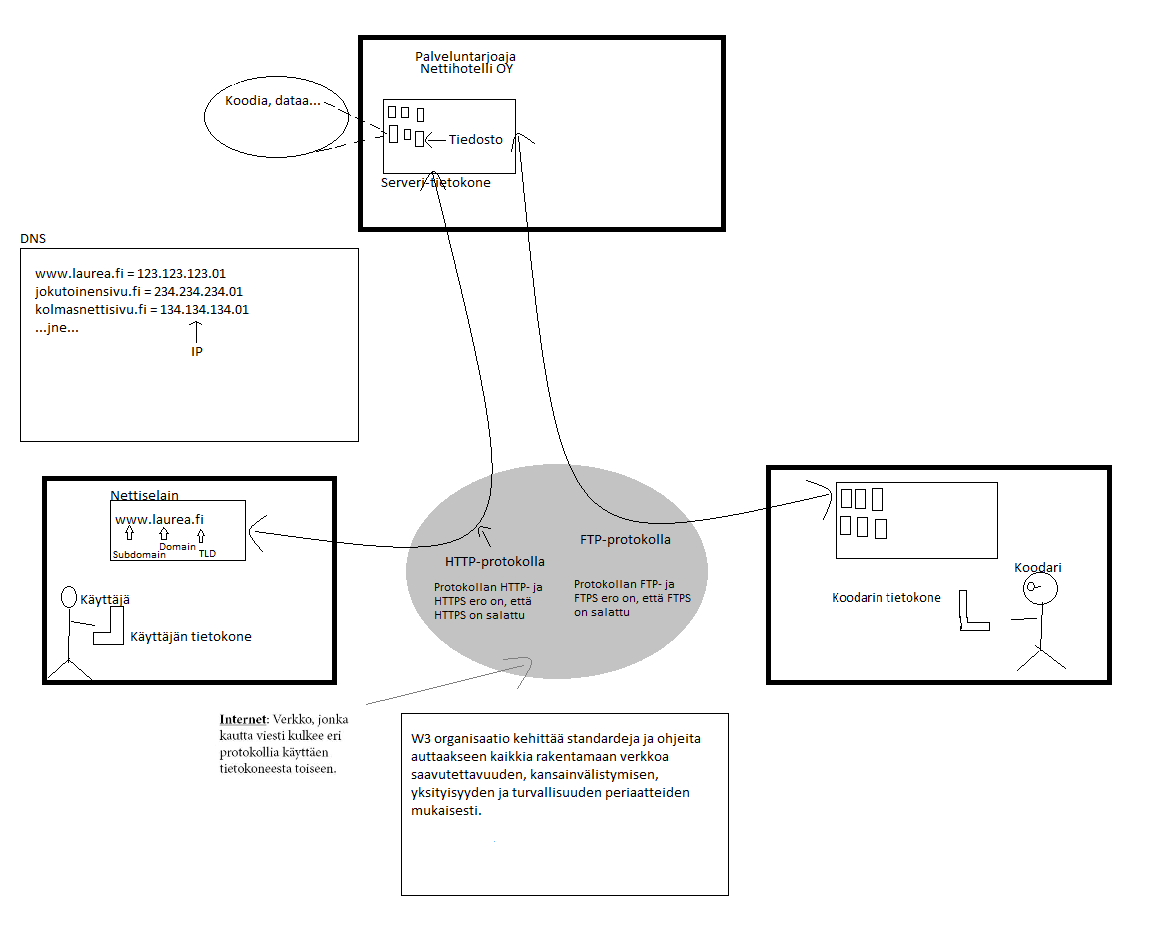 Palveluntarjoaja
Nettihotelli OY
Koodia, dataa...
Tiedosto
Serveri-tietokone
DNS
www.laurea.fi = 123.123.123.01
jokutoinensivu.fi = 234.234.234.01
kolmasnettisivu.fi = 134.134.134.01
...jne...
IP
Nettiselain
www.laurea.fi
Subdomain
Domain
TLD
Käyttäjä
Käyttäjän tietokone
HTTP-protokolla
Protokollan HTTP- ja
HTTPS ero on, että
HTTPS on salattu
FTP-protokolla
Protokollan FTP- ja
FTPS ero on, että FTPS
on salattu
Koodari
Koodarin tietokone
Internet: Verkko, jonka
kautta viesti kulkee eri
protokollia käyttäen
tietokoneesta toiseen.
W3 organisaatio kehittää standardeja ja ohjeita
auttaakseen kaikkia rakentamaan verkkoa
saavutettavuuden, kansainvälistymisen,
yksityisyyden ja turvallisuuden periaatteiden
mukaisesti.